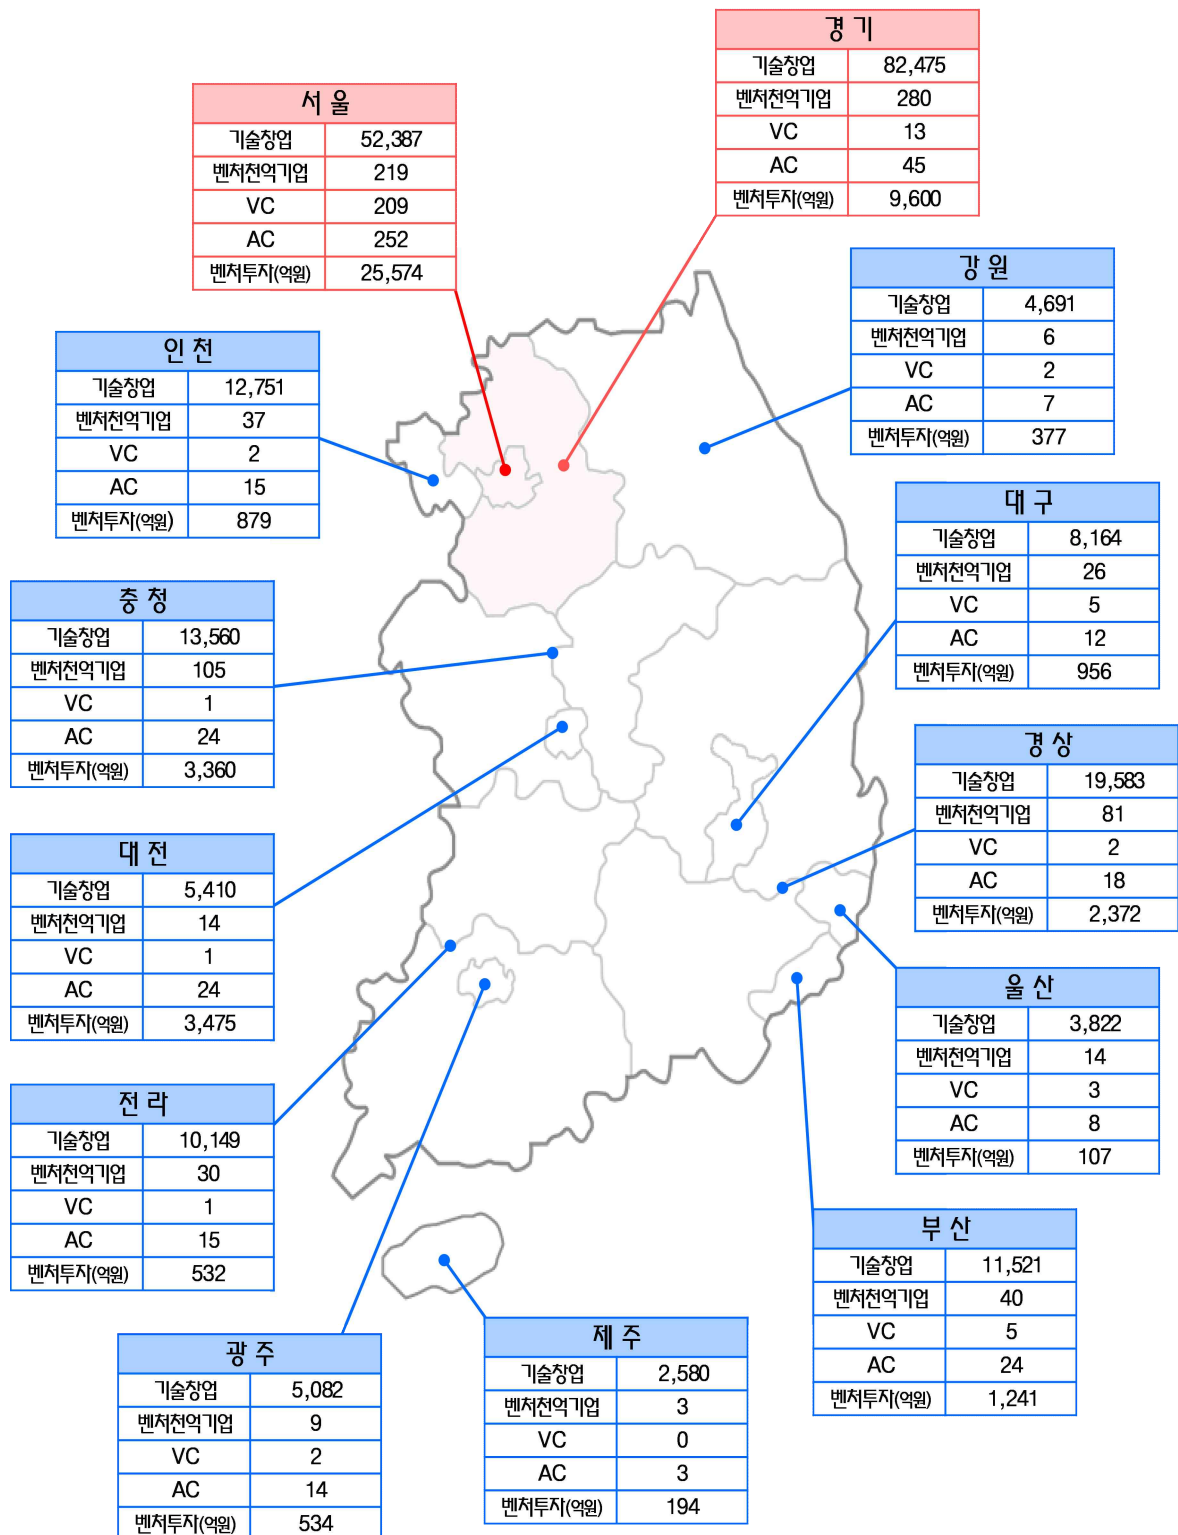 경 기
기술창업 82,475
벤처천억기업 280
VC 13
AC 45
벤처투자(억원) 9,600
서 울
기술창업 52,387
벤처천억기업 219
VC 209
AC 252
벤처투자(억원) 25,574
강 원
기술창업 4,691
벤처천억기업 6
VC 2
AC 7
벤처투자(억원) 377
인 천
기술창업 12,751
벤처천억기업 37
VC 2
AC 15
벤처투자(억원) 879
대 구
기술창업 8,164
벤처천억기업 26
VC 5
AC 12
벤처투자(억원) 956
충 청
기술창업 13,560
벤처천억기업 105
VC 1
AC 24
벤처투자(억원) 3,360
경 상
기술창업 19,583
벤처천억기업 81
VC 2
AC 18
벤처투자(억원) 2,372
대 전
기술창업 5,410
벤처천억기업 14
VC 1
AC 24
벤처투자(억원) 3,475
울 산
기술창업 3,822
벤처천억기업 14
VC 3
AC 8
벤처투자(억원) 107
전 라
기술창업 10,149
벤처천억기업 30
VC 1
AC 15
벤처투자(억원) 532
부 산
기술창업 11,521
벤처천억기업 40
VC 5
AC 24
벤처투자(억원) 1,241
광 주
기술창업 5,082
벤처천억기업 9
VC 2
AC 14
벤처투자(억원) 534
제 주
기술창업 2,580
벤처천억기업 3
VC 0
AC 3
벤처투자(억원) 194